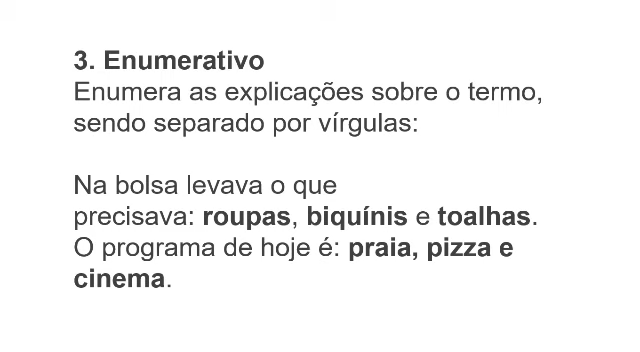 3. Enumerativo
Enumera as explicações sobre o termo,
sendo separado por vírgulas:
Na bolsa levava o que
precisava: roupas, biquínis e toalhas.
O programa de hoje é: praia, pizza e
cinema.